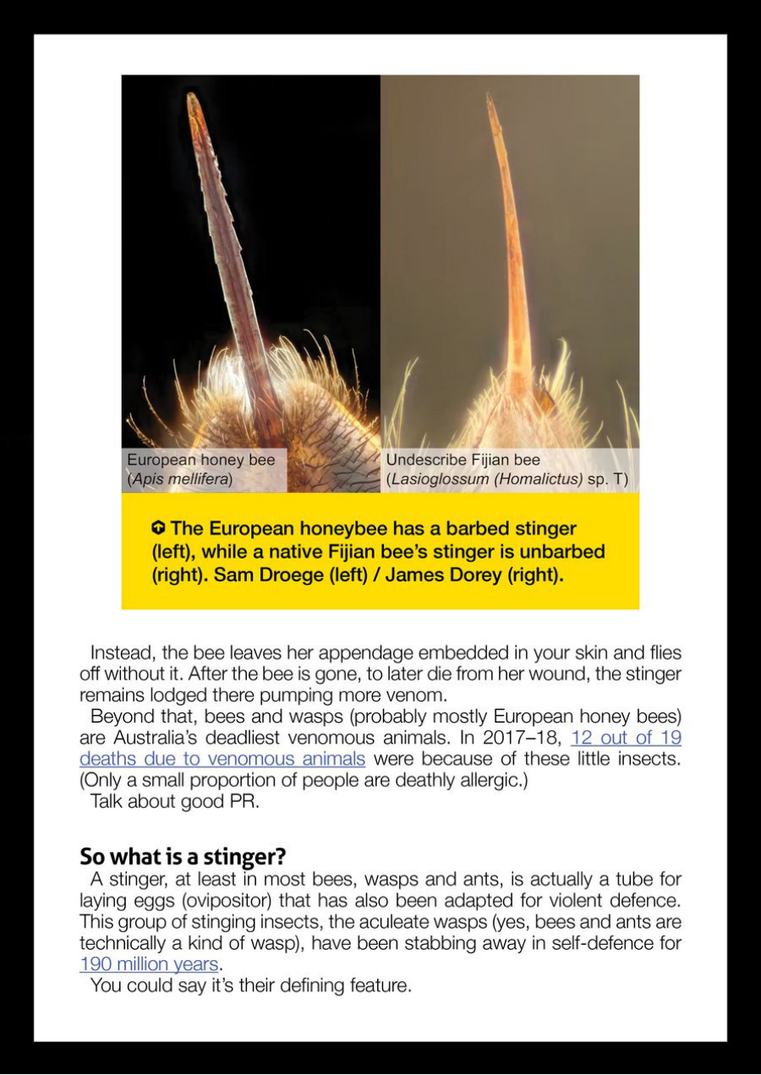 European honey bee
(Apis mellifera)
Undescribe Fijian bee
(Lasioglossum (Homalictus) sp. T)
The European honeybee has a barbed stinger
(left), while a native Fijian bee's stinger is unbarbed
(right). Sam Droege (left) / James Dorey (right).
Instead, the bee leaves her appendage embedded in your skin and flies
off without it. After the bee is gone, to later die from her wound, the stinger
remains lodged there pumping more venom.
Beyond that, bees and wasps (probably mostly European honey bees)
are Australia's deadliest venomous animals. In 2017–18, 12 out of 19
deaths due to venomous animals were because of these little insects.
(Only a small proportion of people are deathly allergic.)
Talk about good PR.
So what is a stinger?
A stinger, at least in most bees, wasps and ants, is actually a tube for
laying eggs (ovipositor) that has also been adapted for violent defence.
This group of stinging insects, the aculeate wasps (yes, bees and ants are
technically a kind of wasp), have been stabbing away in self-defence for
190 million years.
You could say it's their defining feature.